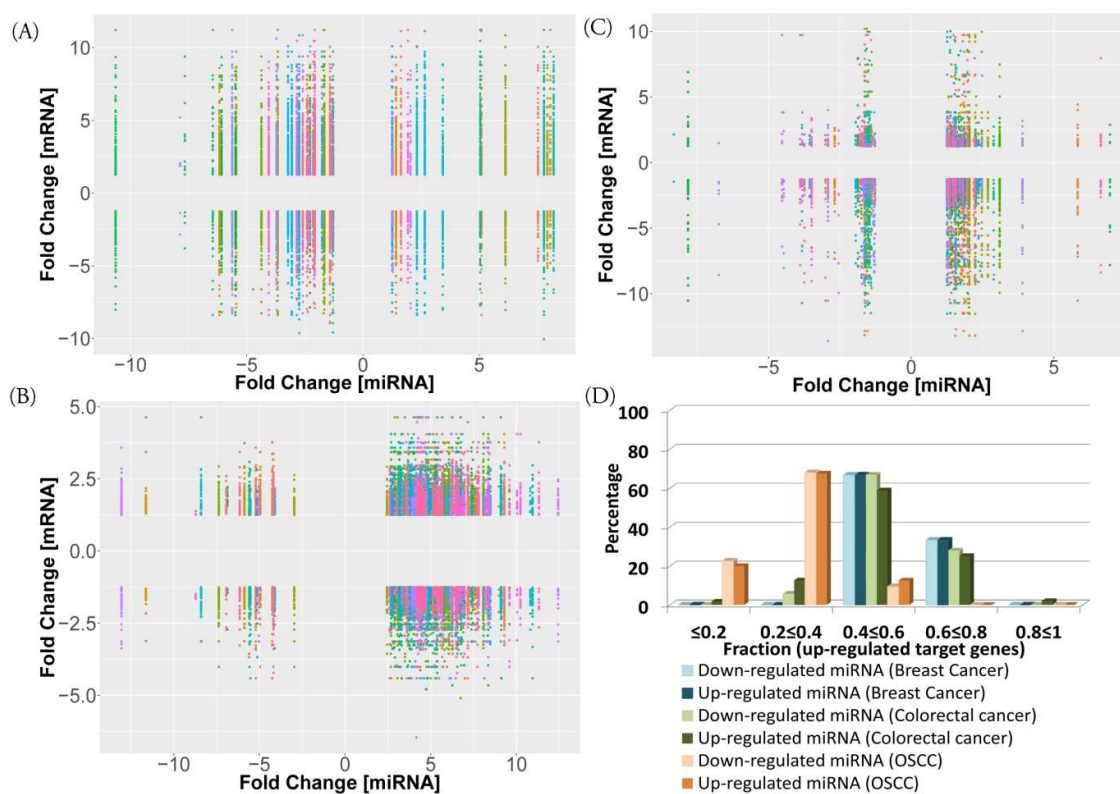 (A)
Fold Change [mRNA]
10
5
0
−5
−10
−10
−5
0
5
Fold Change [miRNA]
(C)
Fold Change [mRNA]
10
5
0
−5
−10
−5
0
5
Fold Change [miRNA]
(B)
Fold Change [mRNA]
5.0
2.5
0.0
−2.5
−5.0
−10
−5
0
5
10
Fold Change [miRNA]
(D)
Percentage
100
80
60
40
20
0
≤0.2
0.2≤0.4
0.4≤0.6
0.6≤0.8
0.8≤1
Fraction (up-regulated target genes)
Down-regulated miRNA (Breast Cancer)
Up-regulated miRNA (Breast Cancer)
Down-regulated miRNA (Colorectal cancer)
Up-regulated miRNA (Colorectal cancer)
Down-regulated miRNA (OSCC)
Up-regulated miRNA (OSCC)